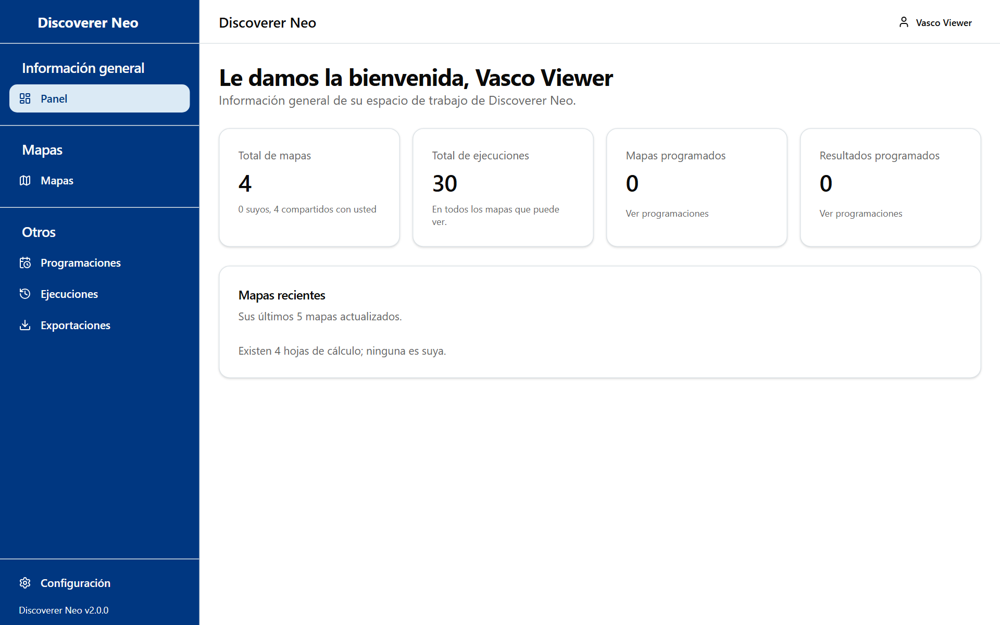 Discoverer Neo
Información general
Panel
Mapas
Mapas
Otros
Programaciones
Ejecuciones
Exportaciones
Configuración
Discoverer Neo v2.0.0
Discoverer Neo
Vasco Viewer
Le damos la bienvenida, Vasco Viewer
Información general de su espacio de trabajo de Discoverer Neo.
Total de mapas
4
0 suyos, 4 compartidos con usted
Total de ejecuciones
30
En todos los mapas que puede
ver.
Mapas programados
0
Ver programaciones
Resultados programados
0
Ver programaciones
Mapas recientes
Sus últimos 5 mapas actualizados.
Existen 4 hojas de cálculo; ninguna es suya.